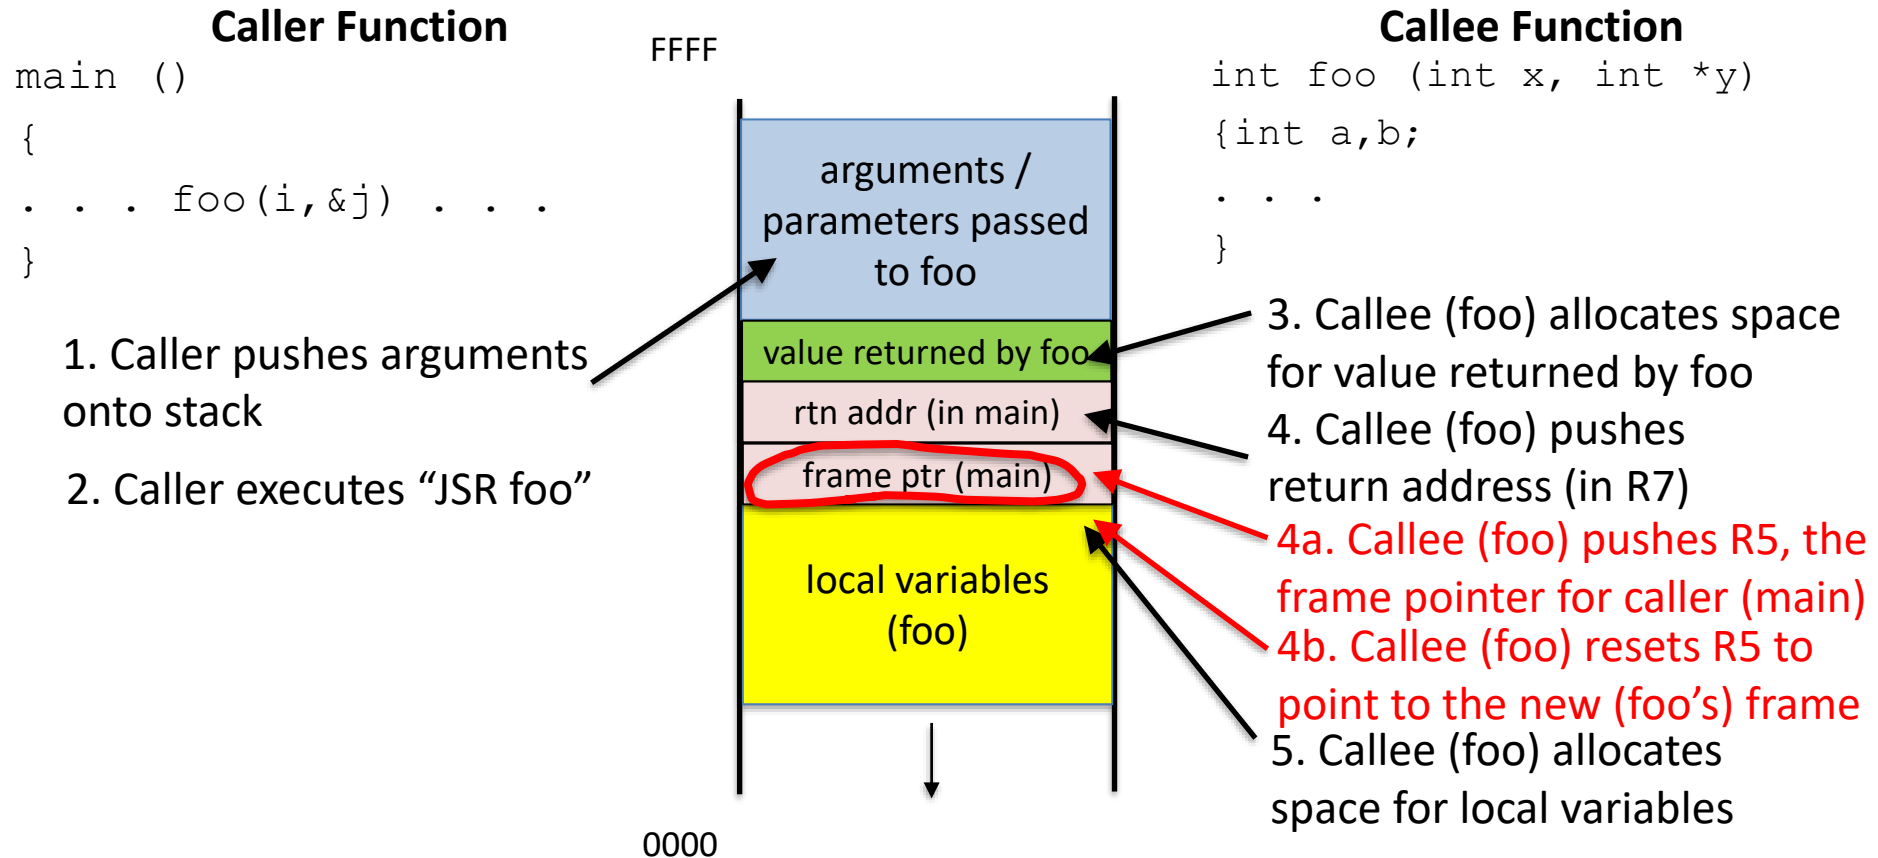 Caller Function
main ()
{
. . . foo(i,&j) . . .
}
1. Caller pushes arguments
onto stack
2. Caller executes “JSR foo”
FFFF
arguments /
parameters passed
to foo
value returned by foo
rtn addr (in main)
frame ptr (main)
local variables
(foo)
0000
Callee Function
int foo (int x, int *y)
{int a,b;
. . .
}
3. Callee (foo) allocates space
for value returned by foo
4. Callee (foo) pushes
return address (in R7)
4a. Callee (foo) pushes R5, the
frame pointer for caller (main)
4b. Callee (foo) resets R5 to
point to the new (foo’s) frame
5. Callee (foo) allocates
space for local variables